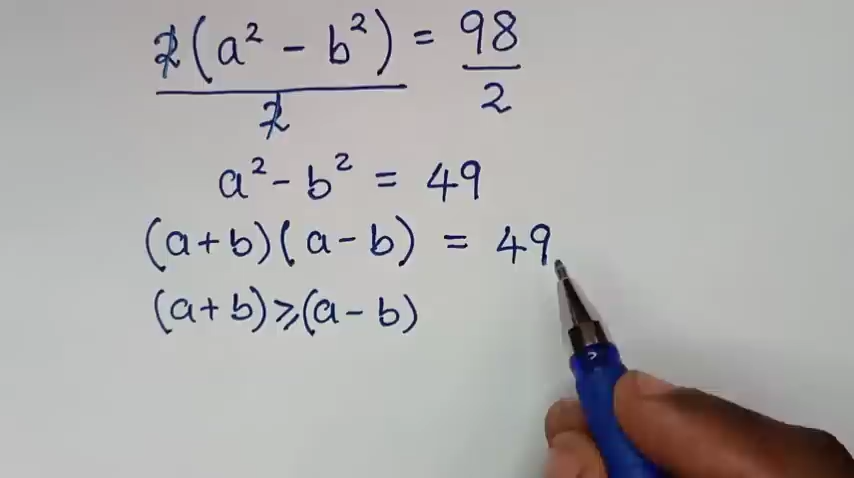 2(a² - b²) = 98
2 2
a² - b² = 49
(a+b)(a-b) = 49
(a+b)⩾(a-b)